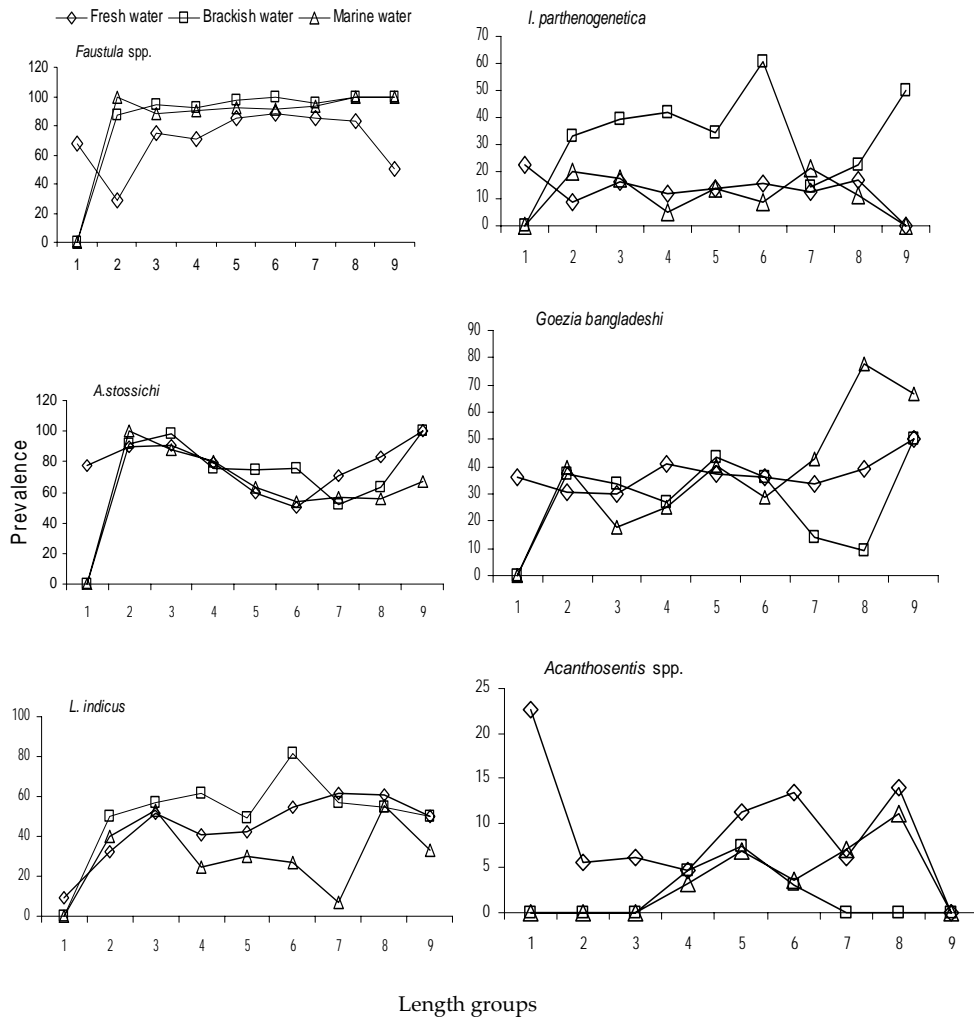 Fresh water Brackish water Marine water
Faustula spp.
120
100
80
60
40
20
0
1 2 3 4 5 6 7 8 9
I. parthenogenetica
70
60
50
40
30
20
10
0
1 2 3 4 5 6 7 8 9
A.stossichi
120
100
80
60
40
20
0
1 2 3 4 5 6 7 8 9
Goezia bangladeshi
90
80
70
60
50
40
30
20
10
0
1 2 3 4 5 6 7 8 9
Prevalence
L. indicus
100
80
60
40
20
0
1 2 3 4 5 6 7 8 9
Acanthosentis spp.
25
20
15
10
5
0
1 2 3 4 5 6 7 8 9
Length groups